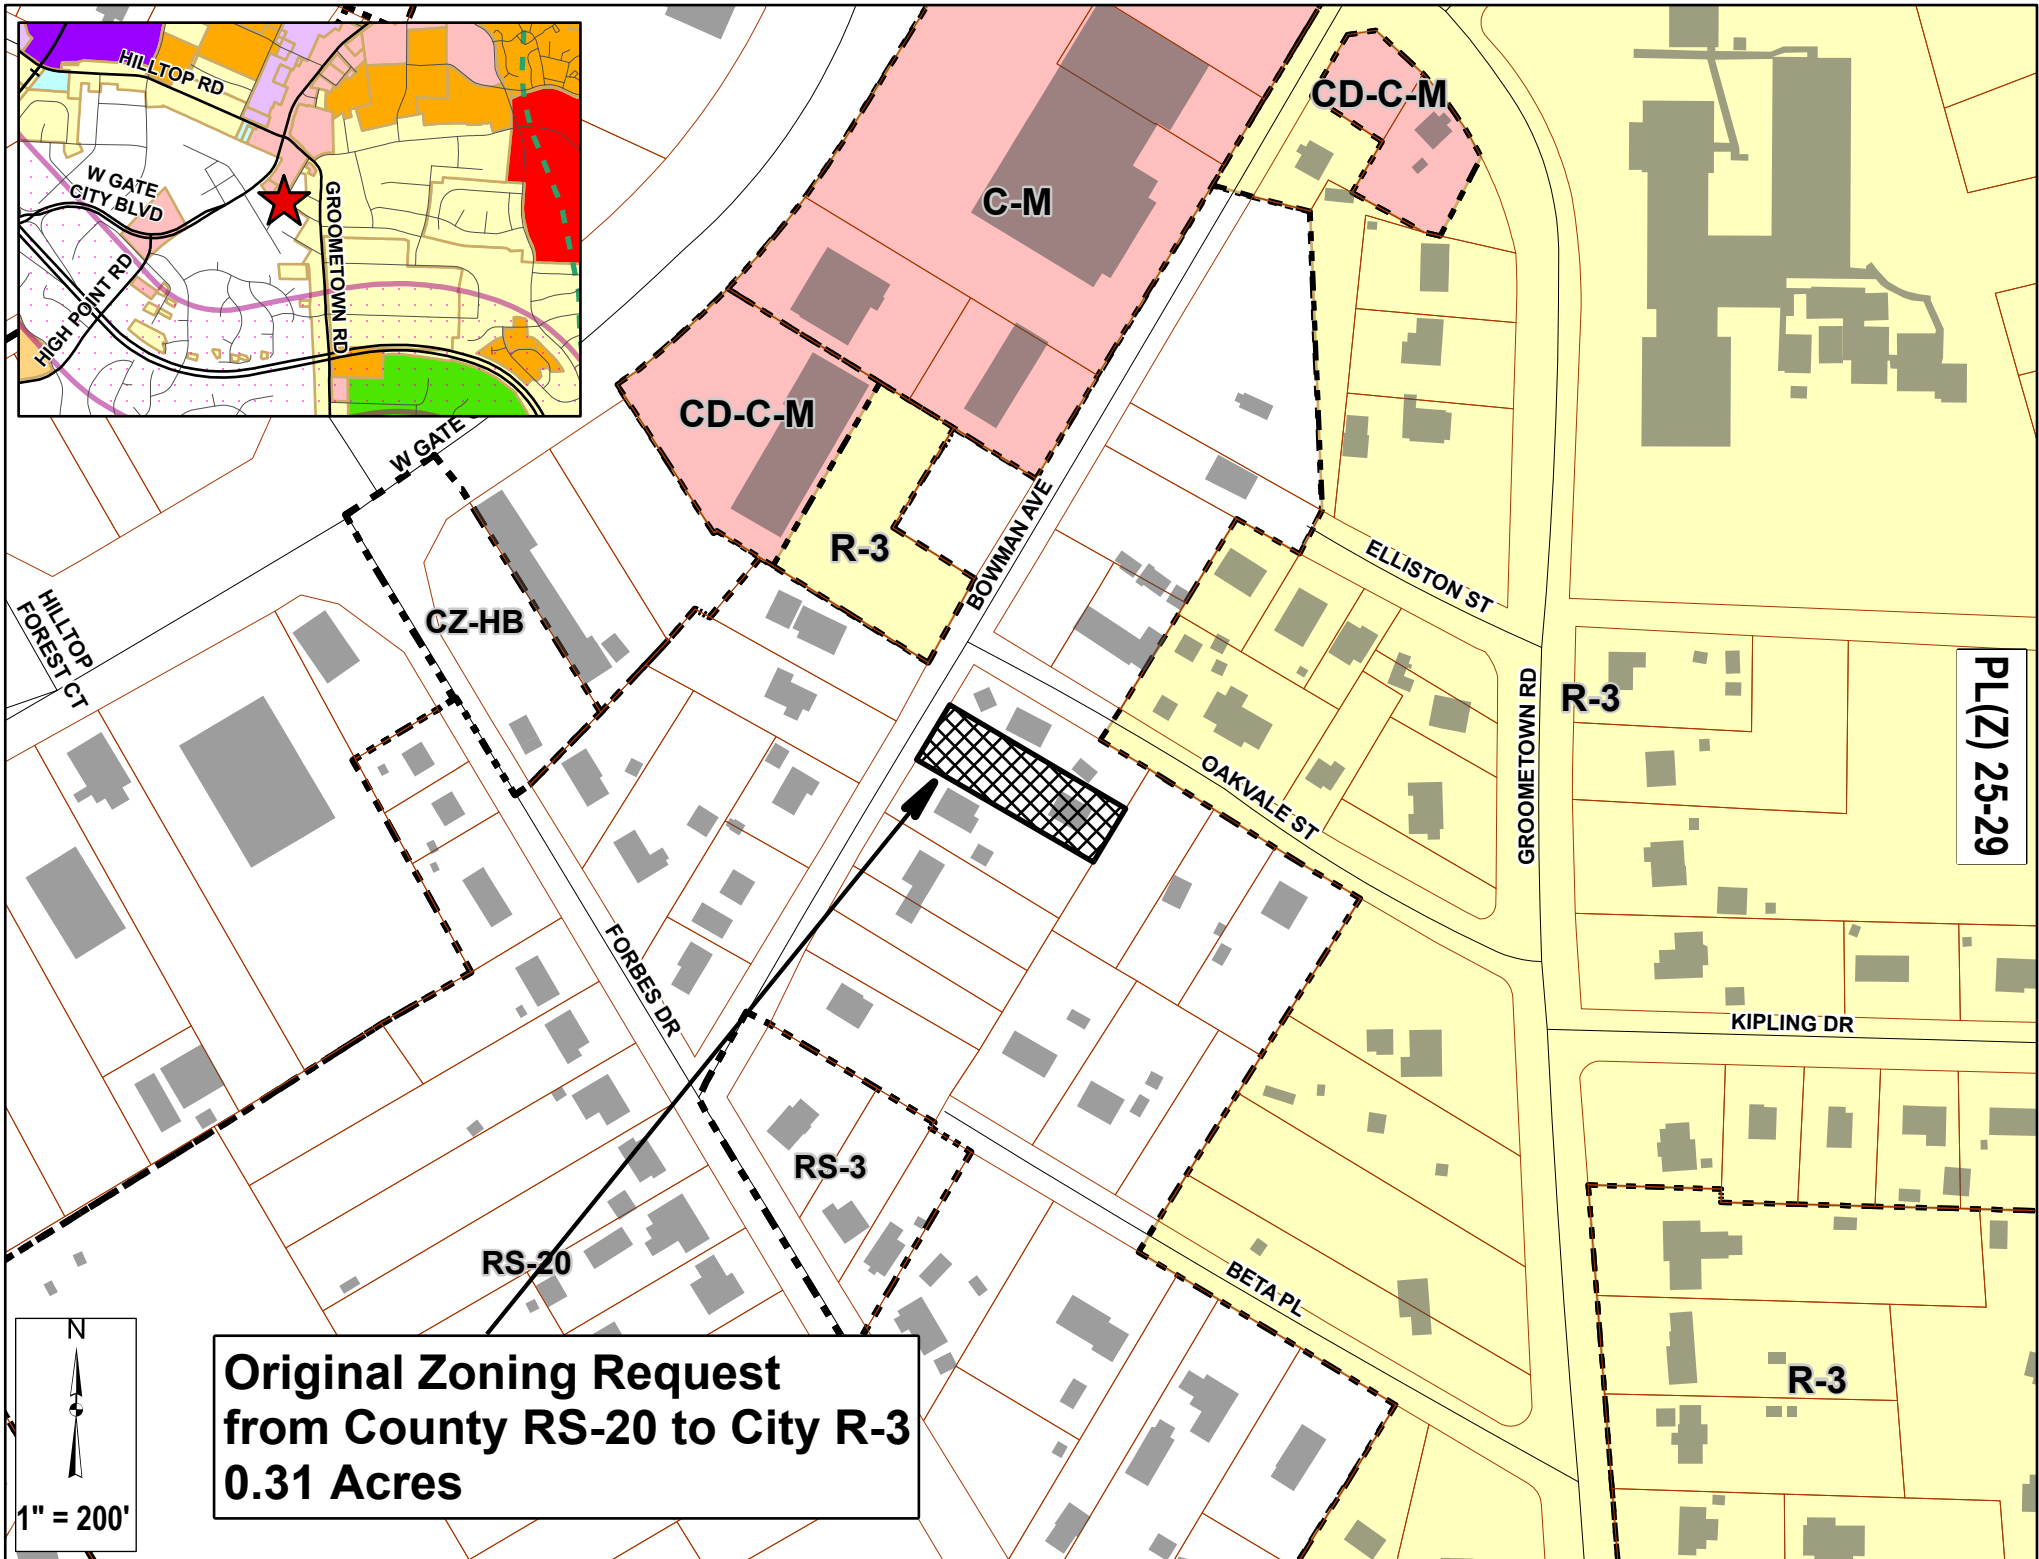 HILLTOP RD
W GATE
CITY BLVD
GROOMETOWN RD
HIGH POINT RD
CD-C-M
C-M
CD-C-M
W GATE
R-3
BOWMAN AVE
ELLISTON ST
CZ-HB
HILLTOP
FOREST CT
GROOMETOWN RD
R-3
PL(Z) 25-29
OAKVALE ST
FORBES DR
KIPLING DR
RS-3
RS-20
BETA PL
R-3
N
1" = 200'
Original Zoning Request
from County RS-20 to City R-3
0.31 Acres